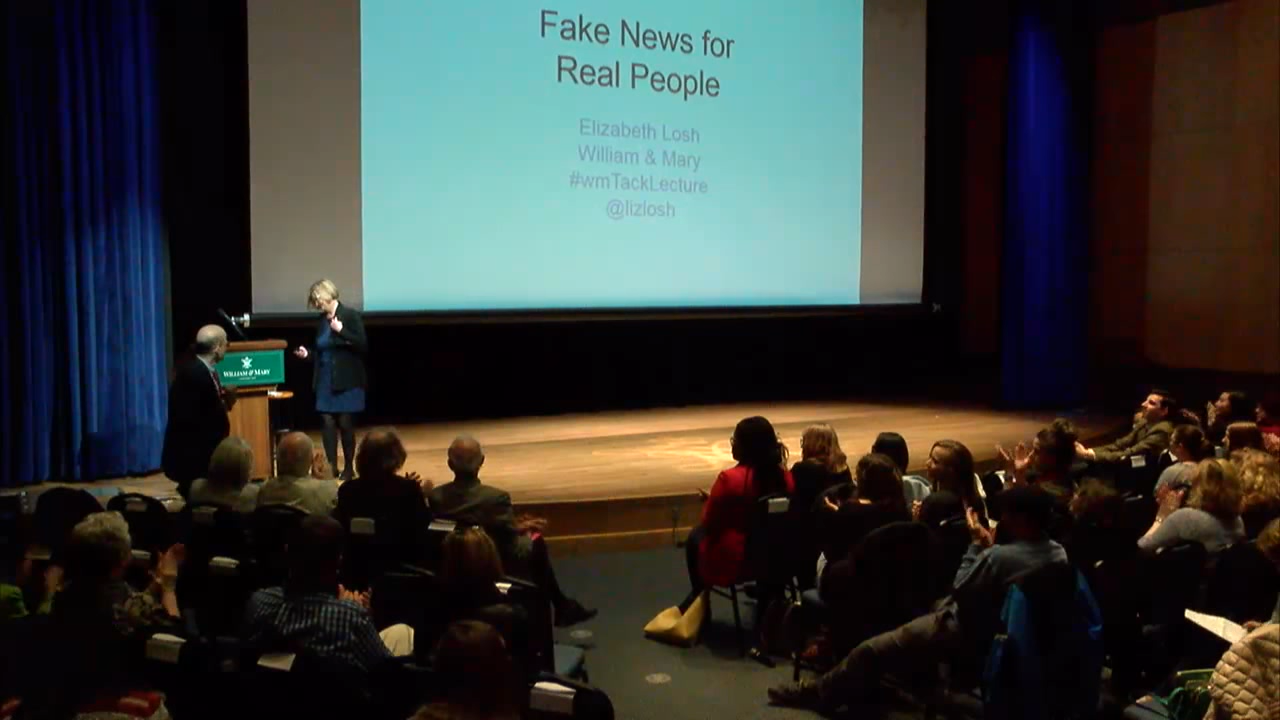 Fake News for
Real People
Elizabeth Losh
William & Mary
#wmTackLecture
@lizlosh
WILLIAM & MARY